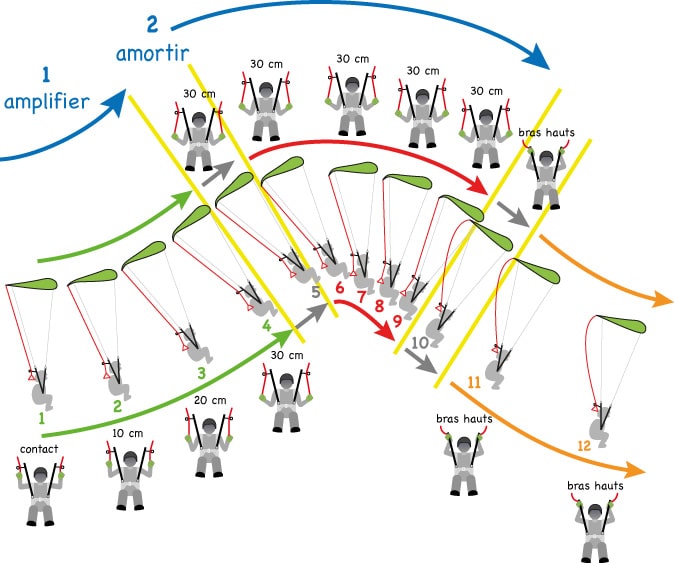 2
amortir
1
amplifier
30 cm
30 cm
30 cm
30 cm
30 cm
bras hauts
1
2
3
4
5
6
7
8
9
10
11
12
contact
10 cm
20 cm
30 cm
bras hauts
bras hauts